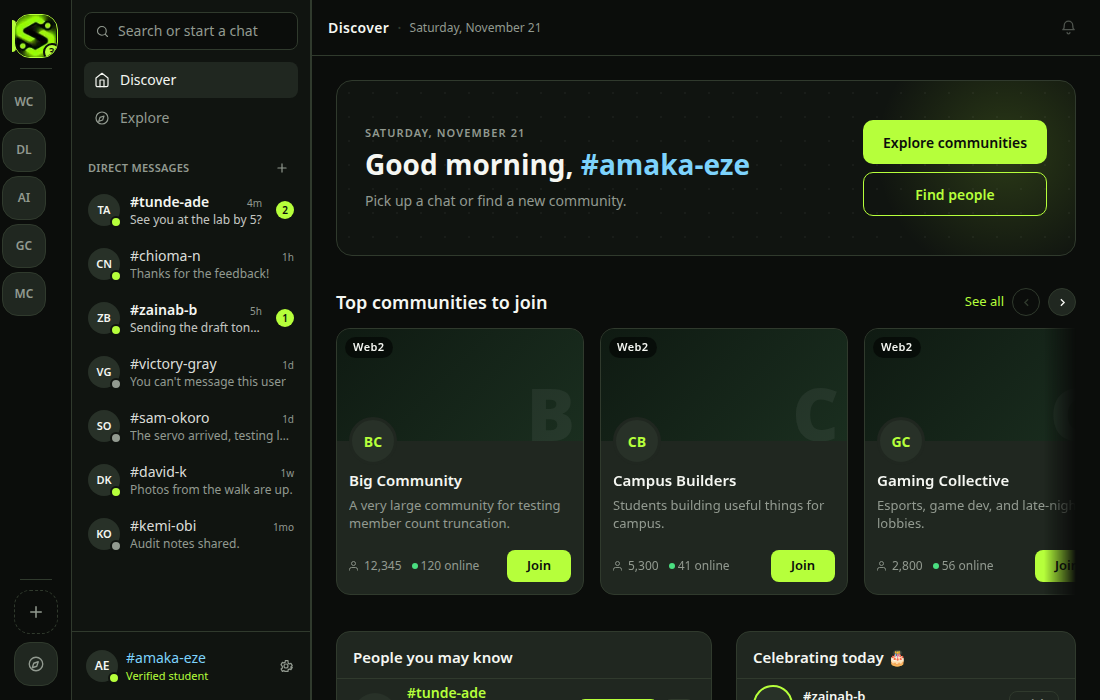 3
WC
DL
AI
GC
MC
Search or start a chat
Discover
Explore
DIRECT MESSAGES
TA
#tunde-ade
4m
See you at the lab by 5?
2
CN
#chioma-n
1h
Thanks for the feedback!
ZB
#zainab-b
5h
Sending the draft ton...
1
VG
#victory-gray
1d
You can't message this user
SO
#sam-okoro
1d
The servo arrived, testing l...
DK
#david-k
1w
Photos from the walk are up.
KO
#kemi-obi
1mo
Audit notes shared.
AE
#amaka-eze
Verified student
Discover · Saturday, November 21
SATURDAY, NOVEMBER 21
Good morning, #amaka-eze
Pick up a chat or find a new community.
Explore communities
Find people
Top communities to join
See all
Web2
B
BC
Big Community
A very large community for testing
member count truncation.
12,345
120 online
Join
Web2
C
CB
Campus Builders
Students building useful things for
campus.
5,300
41 online
Join
Web2
GC
Gaming Collective
Esports, game dev, and late-nigh
lobbies.
2,800
56 online
Join
People you may know
#tunde-ade
Celebrating today 🎂
#zainab-b